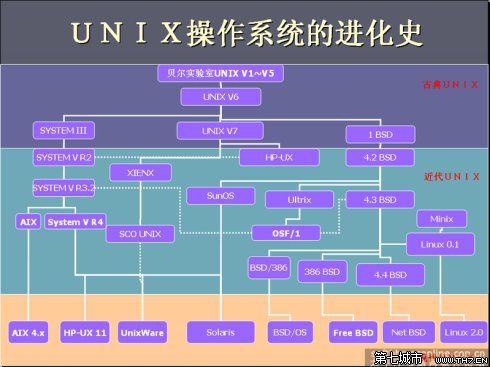 UNIX操作系统的进化史
贝尔实验室UNIX V1~V5
古典UNIX
UNIX V6
SYSTEM III
UNIX V7
1 BSD
SYSTEM V R2
HP-UX
4.2 BSD
XIENX
近代UNIX
SYSTEM V R3.2
SunOS
Ultrix
4.3 BSD
AIX
System V R4
Minix
SCO UNIX
OSF/1
Linux 0.1
BSD/386
386 BSD
4.4 BSD
AIX 4.x
HP-UX 11
UnixWare
Solaris
BSD/OS
Free BSD
Net BSD
Linux 2.0
第七城市 www.TH7.CN